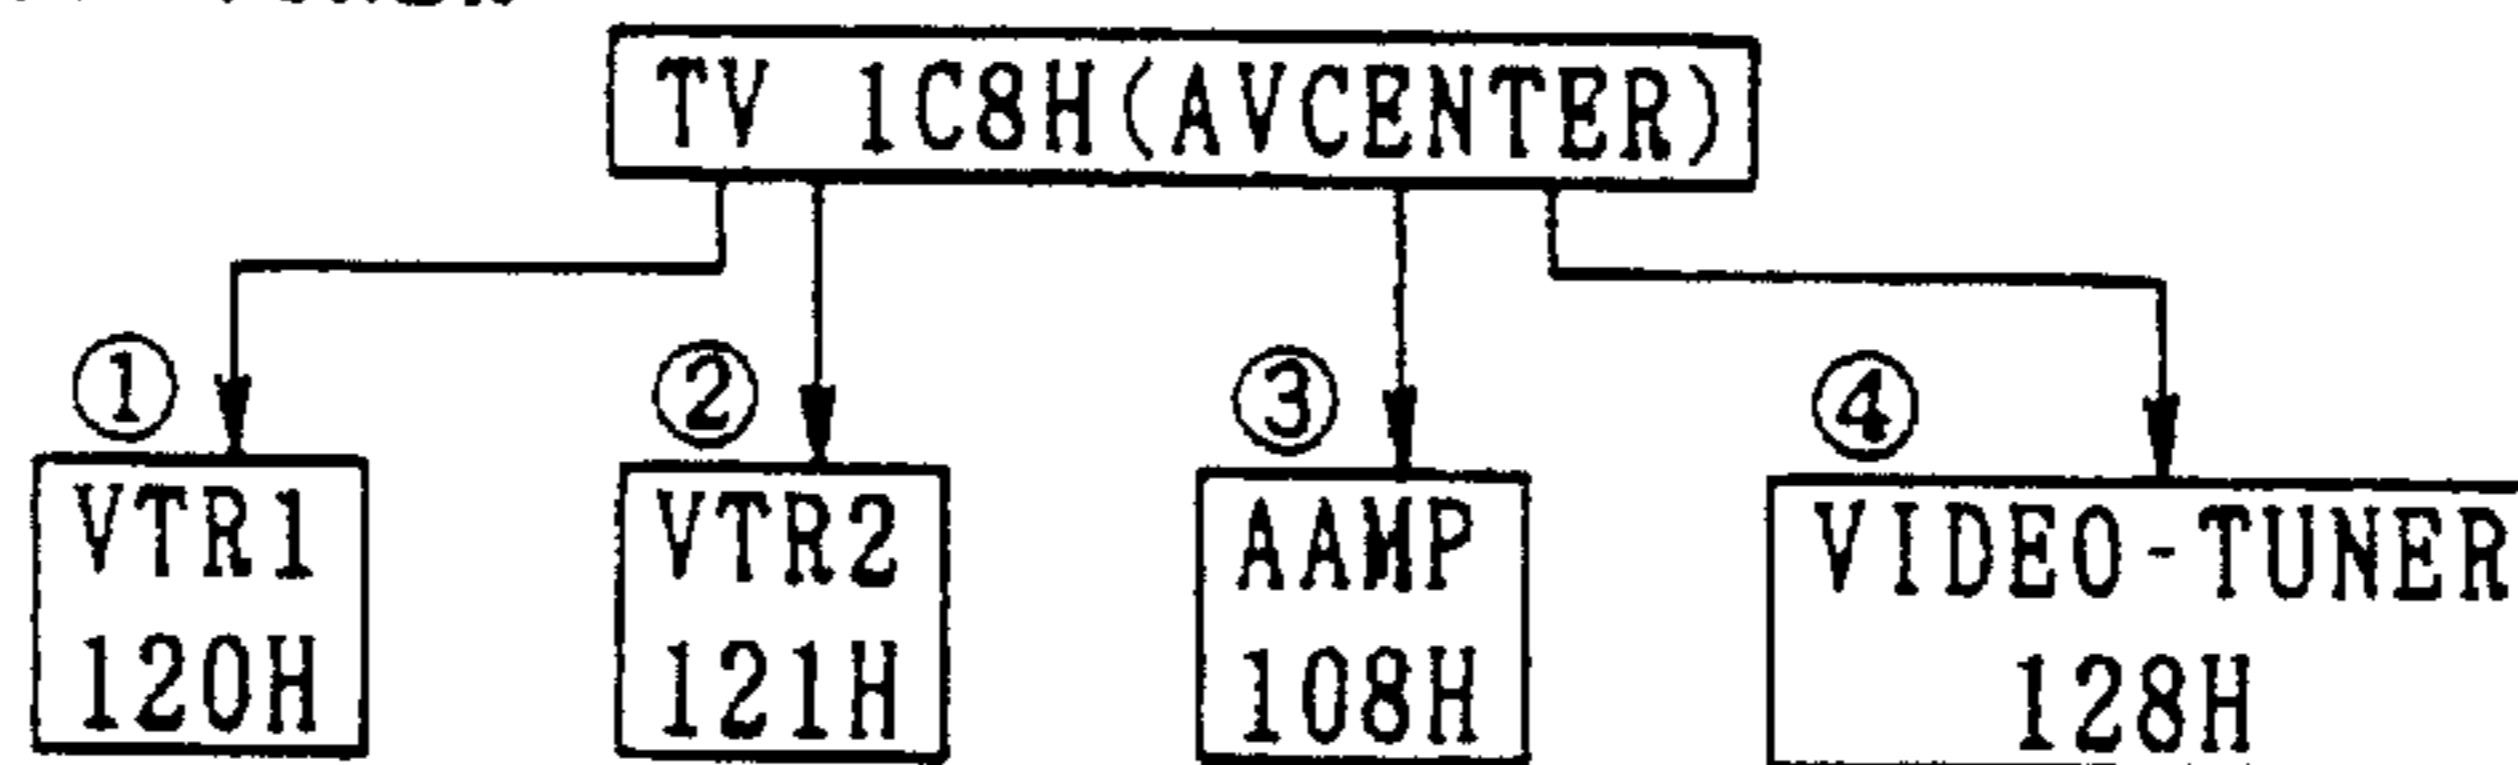 TV 1C8H(AVCENTER)
① ② ③ ④
VTR1 VTR2 AAMP VIDEO-TUNER
120H 121H 108H 128H